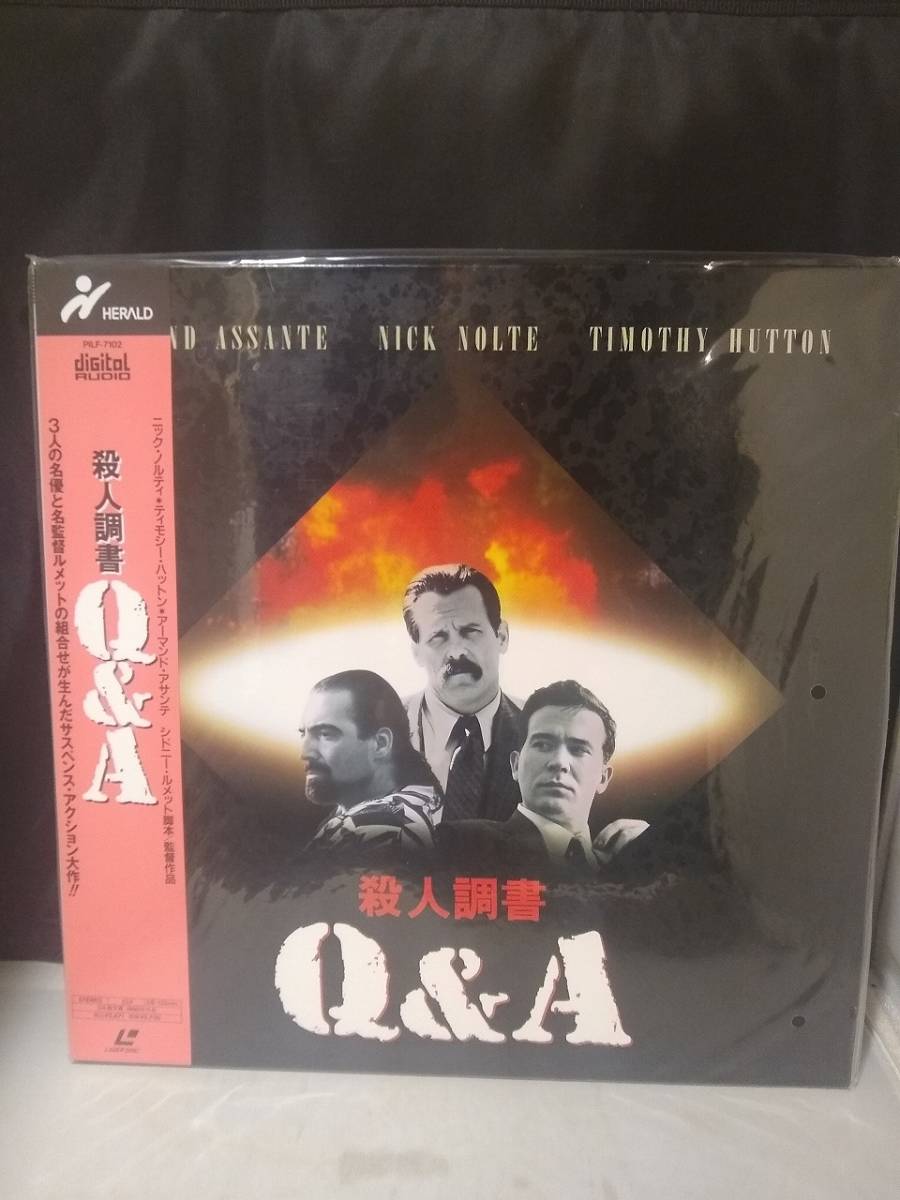 HERALD
PILF-7102
digital
AUDIO
ニック・ノルティ*ティモシー・ハットン*アーマンド・アサンテ シドニー・ルメット脚本・監督作品
殺人調書
Q&A
3人の名優と名監督ルメットの組合せが生んだサスペンス・アクション大作!!
STEREO
LASERDISC
ND ASSANTE NICK NOLTE TIMOTHY HUTTON
殺人調書
Q&A